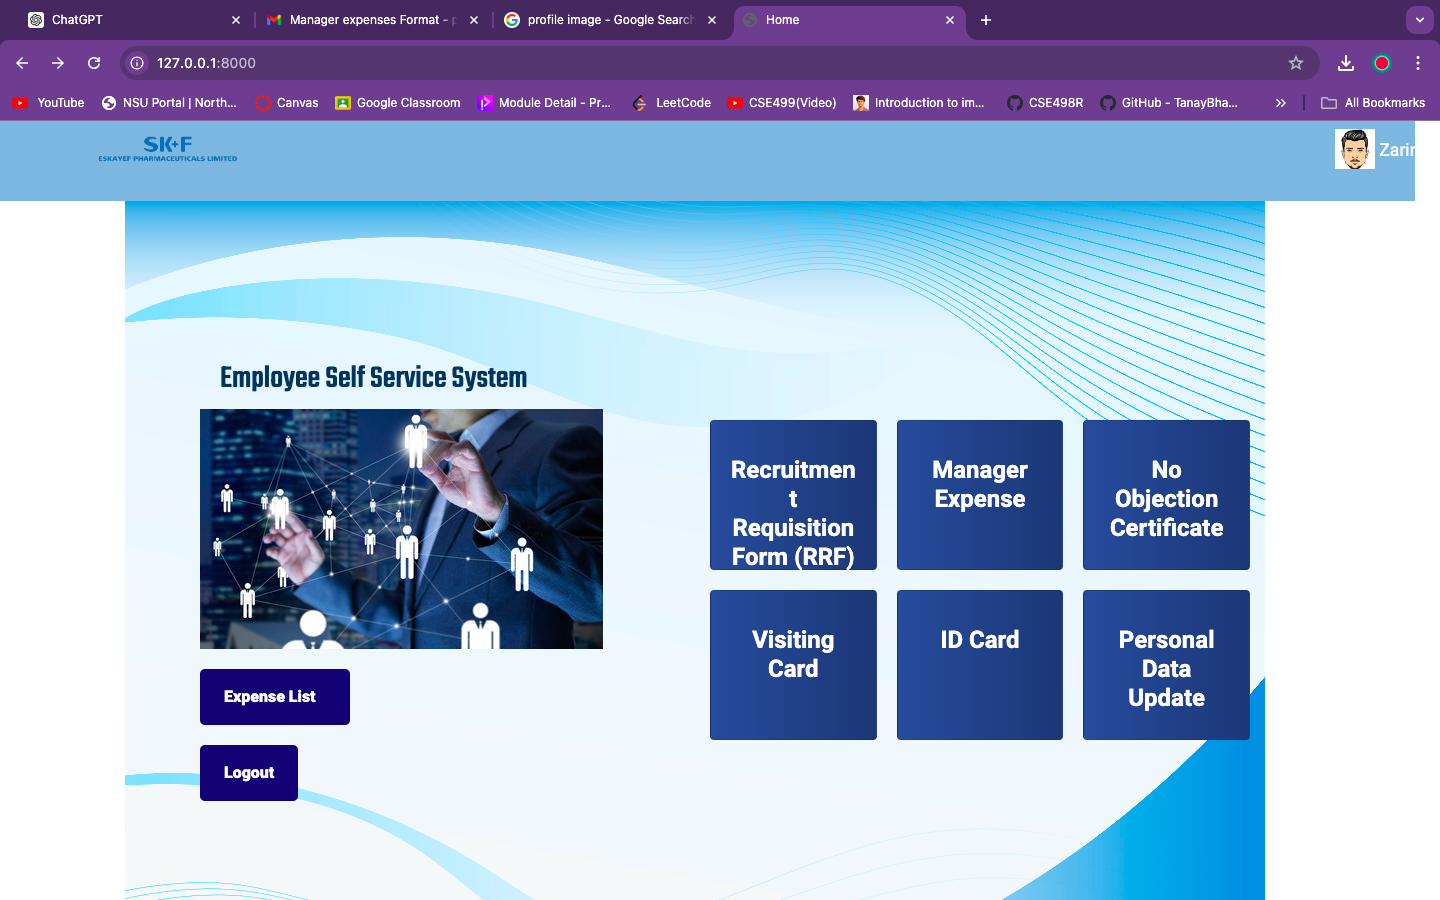 ChatGPT
Manager expenses Format - p
profile image - Google Search
Home
127.0.0.1:8000
YouTube
NSU Portal | North...
Canvas
Google Classroom
Module Detail - Pr...
LeetCode
CSE499(Video)
Introduction to im...
CSE498R
GitHub - TanayBha...
All Bookmarks
SK+F
ESKAYEF PHARMACEUTICALS LIMITED
Zarin
Employee Self Service System
Recruitmen
t
Requisition
Form (RRF)
Manager
Expense
No
Objection
Certificate
Visiting
Card
ID Card
Personal
Data
Update
Expense List
Logout